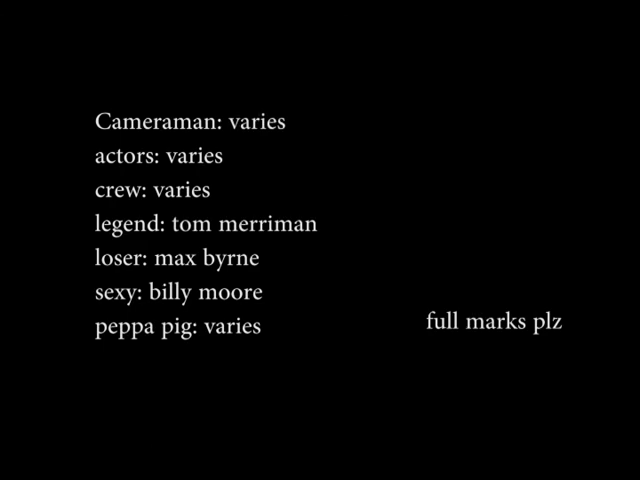 Cameraman: varies
actors: varies
crew: varies
legend: tom merriman
loser: max byrne
sexy: billy moore
peppa pig: varies
full marks plz